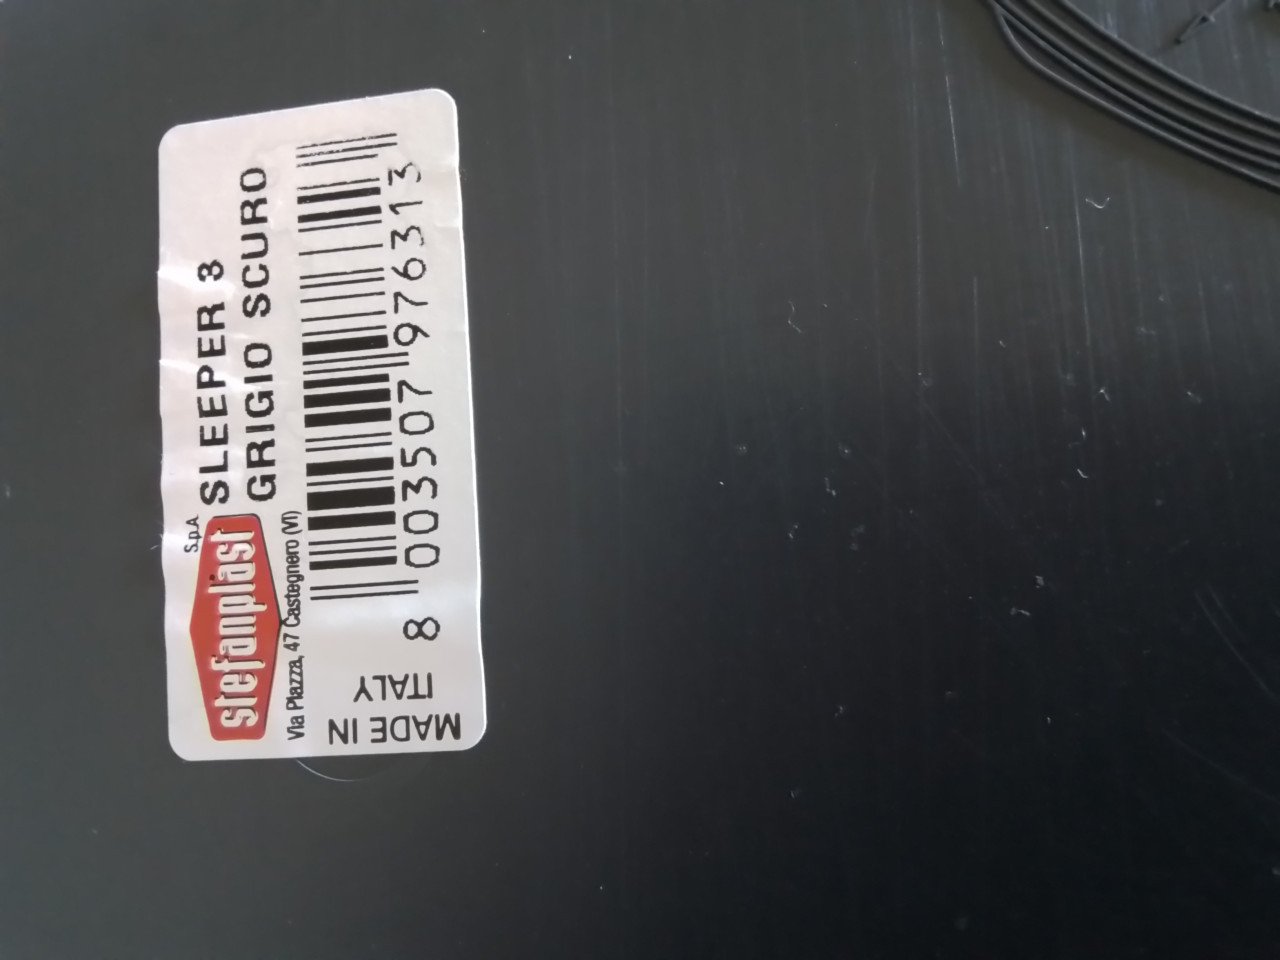 stefanplast S.p.A
SLEEPER 3
GRIGIO SCURO
Via Piazza, 47 Castegnero (VI)
8 003507 976313
MADE IN
ITALY